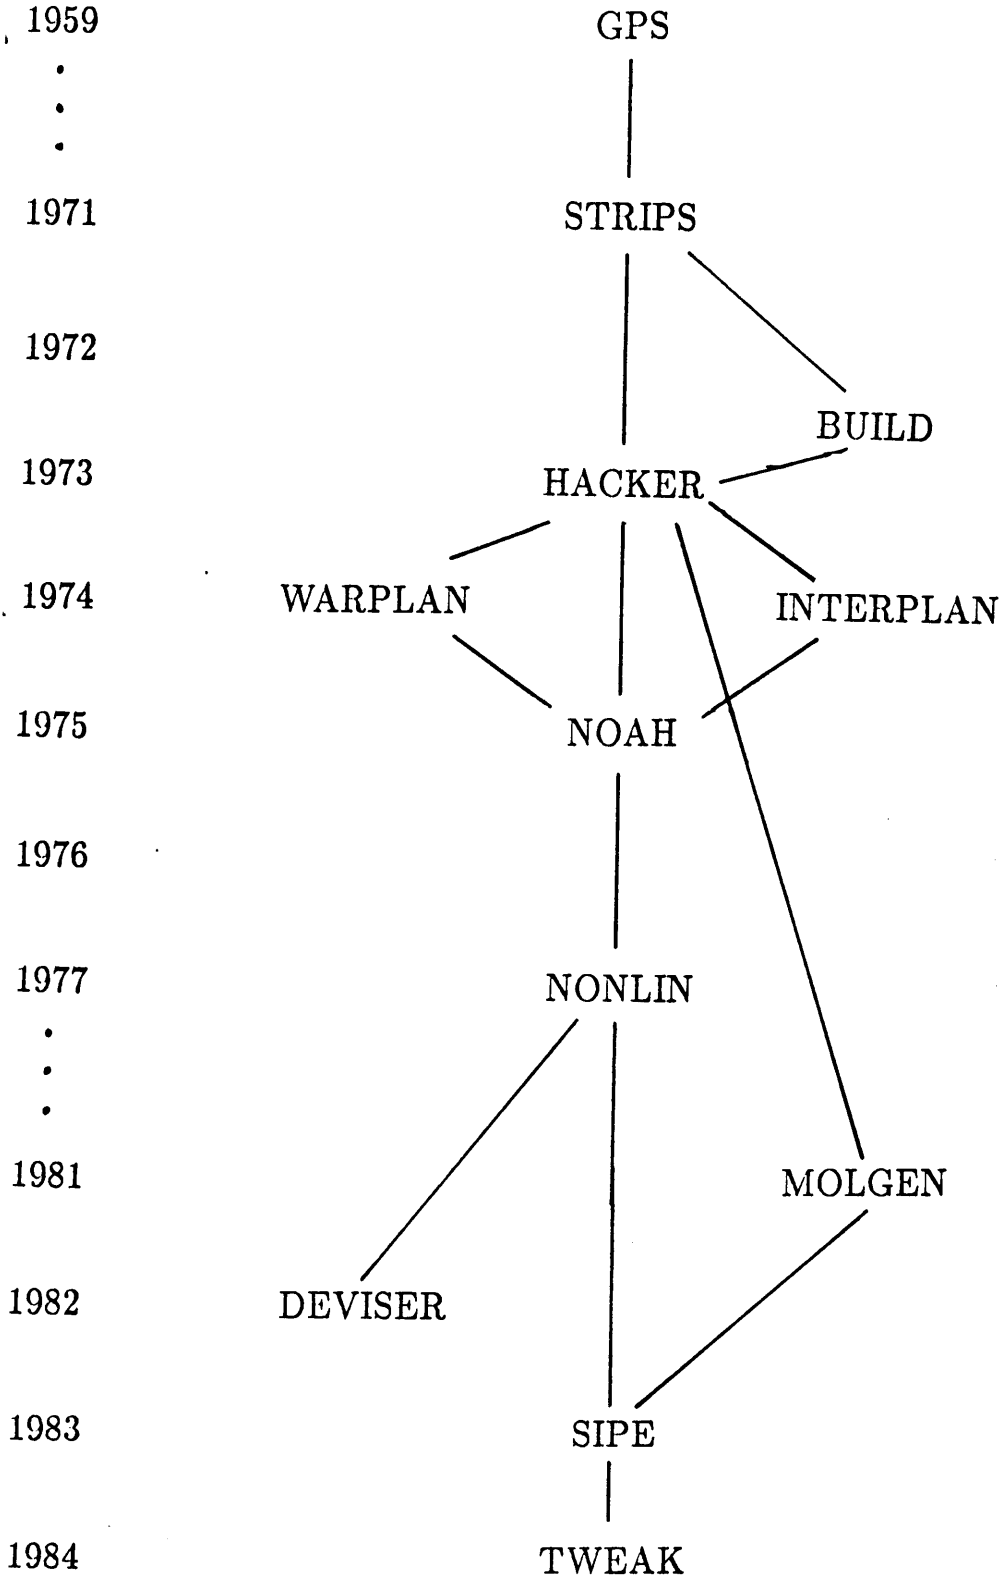 1959 GPS
1971 STRIPS
1972
BUILD
1973 HACKER
1974 WARPLAN INTERPLAN
1975 NOAH
1976
1977 NONLIN
1981 MOLGEN
1982 DEVISER
1983 SIPE
1984 TWEAK